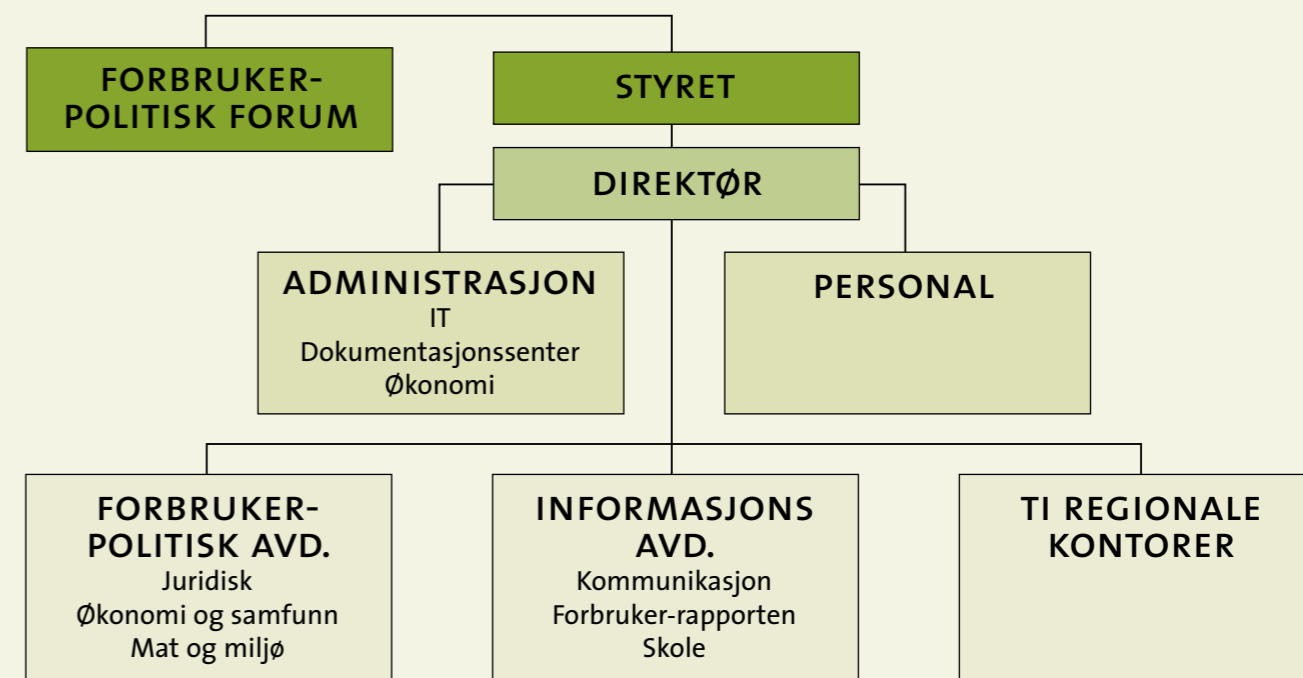 FORBRUKER-
POLITISK FORUM
STYRET
DIREKTØR
ADMINISTRASJON
IT
Dokumentasjonssenter
Økonomi
PERSONAL
FORBRUKER-
POLITISK AVD.
Juridisk
Økonomi og samfunn
Mat og miljø
INFORMASJONS
AVD.
Kommunikasjon
Forbruker-rapporten
Skole
TI REGIONALE
KONTORER